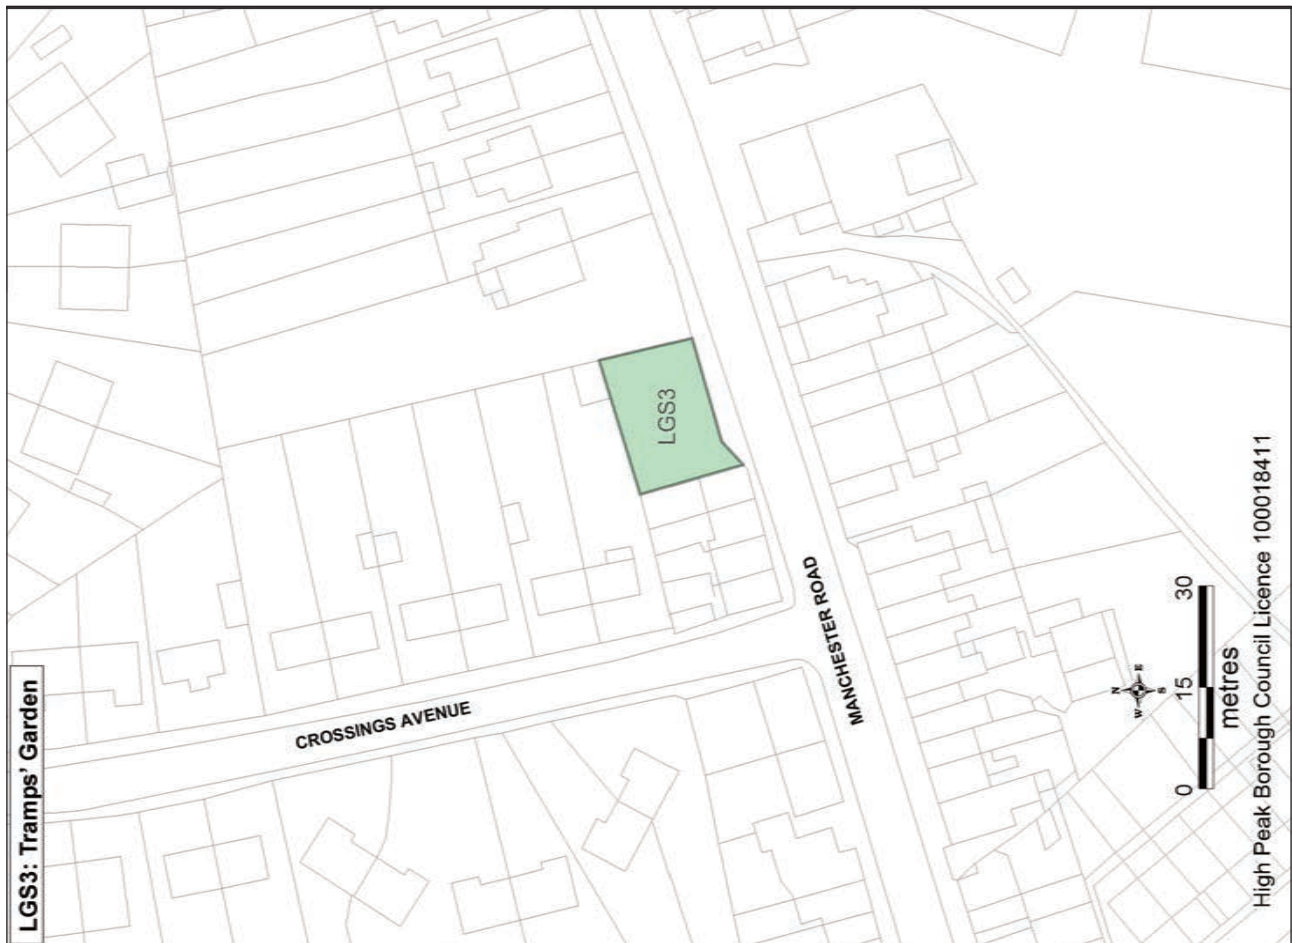 LGS3: Tramps' Garden
CROSSINGS AVENUE
LGS3
MANCHESTER ROAD
N
W E
S
0 15 30
metres
High Peak Borough Council Licence 100018411